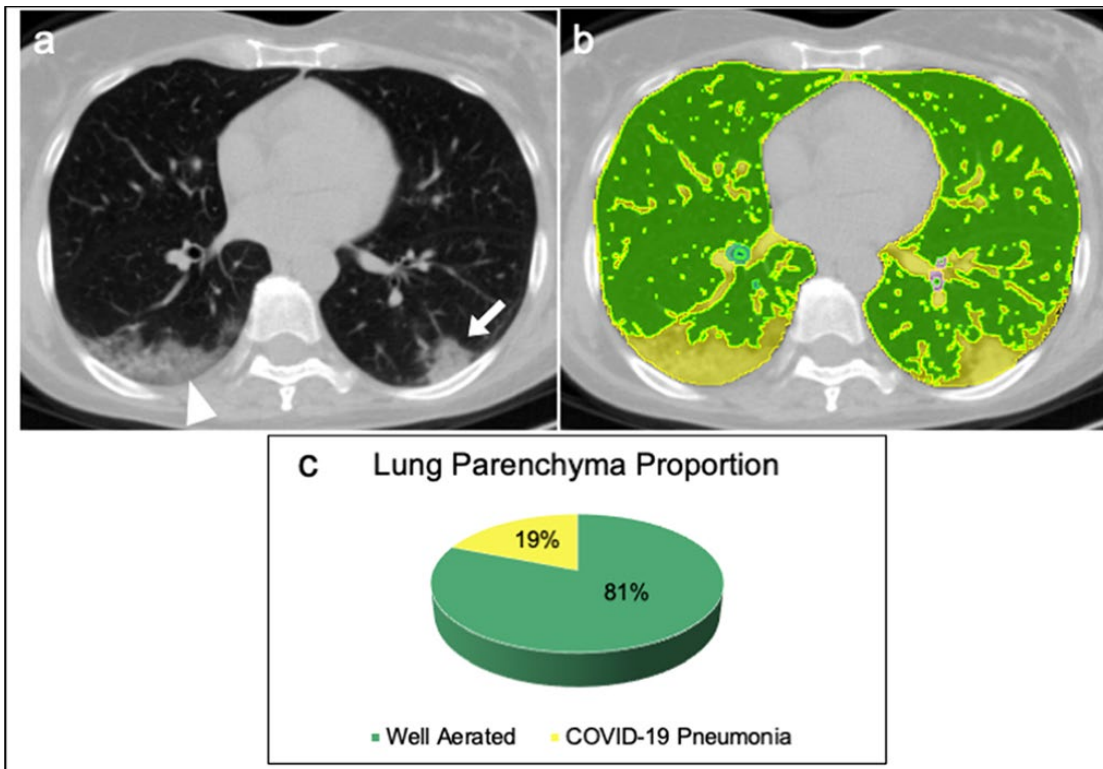 a
b
c Lung Parenchyma Proportion
19%
81%
Well Aerated COVID-19 Pneumonia